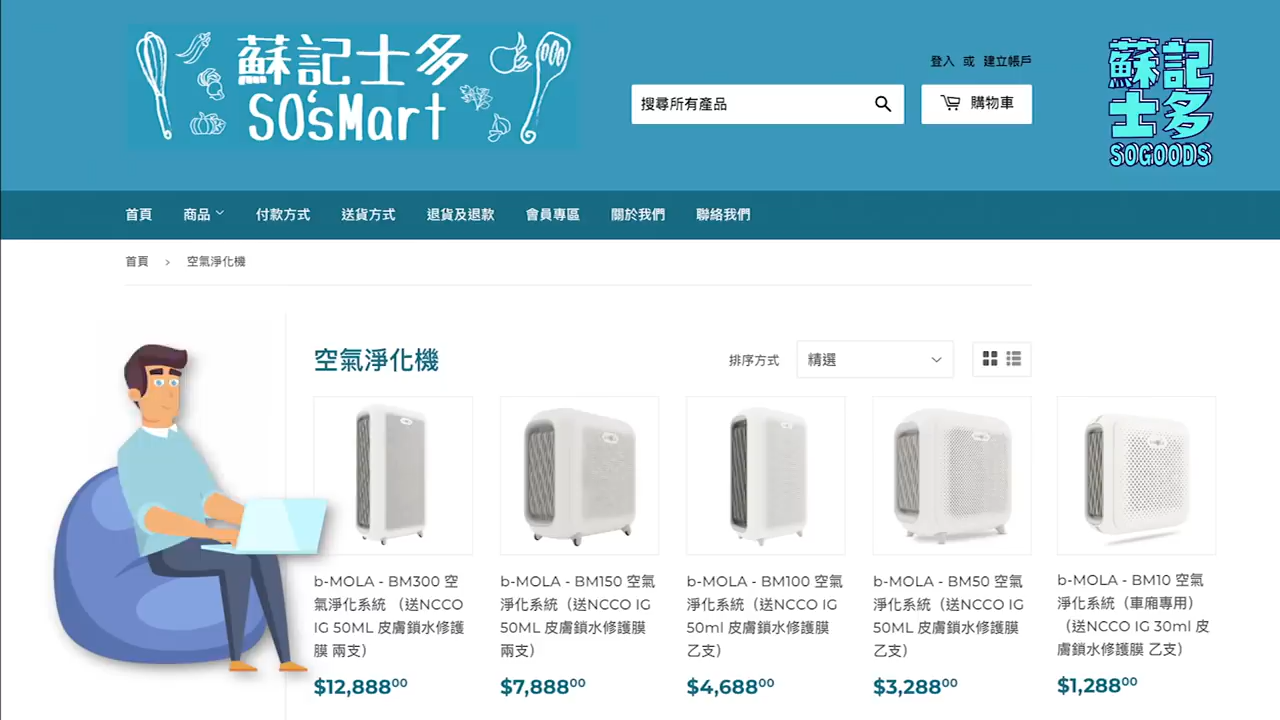 蘇記士多
SO'sMart
登入 或 建立帳戶
搜尋所有產品
購物車
蘇記
士多
SOGOODS
首頁 商品 付款方式 送貨方式 退貨及退款 會員專區 關於我們 聯絡我們
首頁 › 空氣淨化機
空氣淨化機
排序方式 精選
b-MOLA - BM300 空
氣淨化系統 （送NCCO
IG 50ML 皮膚鎖水修護
膜 兩支）
$12,888.00
b-MOLA - BM150 空氣
淨化系統（送NCCO IG
50ML 皮膚鎖水修護膜
兩支）
$7,888.00
b-MOLA - BM100 空氣
淨化系統（送NCCO IG
50ml 皮膚鎖水修護膜
乙支）
$4,688.00
b-MOLA - BM50 空氣
淨化系統（送NCCO IG
50ML 皮膚鎖水修護膜
乙支）
$3,288.00
b-MOLA - BM10 空氣
淨化系統（車廂專用）
（送NCCO IG 30ml 皮
膚鎖水修護膜 乙支）
$1,288.00